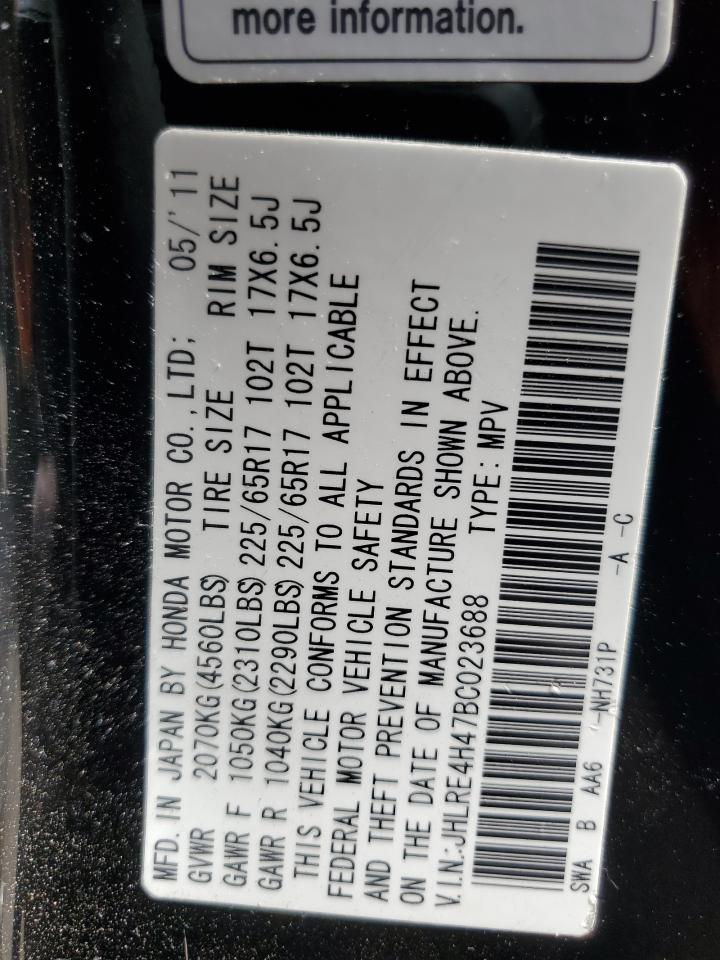 more information.
MFD. IN JAPAN BY HONDA MOTOR CO.,LTD; 05/'11
GVWR 2070KG(4560LBS) TIRE SIZE RIM SIZE
GAWR F 1050KG(2310LBS) 225/65R17 102T 17X6.5J
GAWR R 1040KG(2290LBS) 225/65R17 102T 17X6.5J
THIS VEHICLE CONFORMS TO ALL APPLICABLE
FEDERAL MOTOR VEHICLE SAFETY
AND THEFT PREVENTION STANDARDS IN EFFECT
ON THE DATE OF MANUFACTURE SHOWN ABOVE.
V.I.N:JHLRE4H47BC023688 TYPE:MPV
SWA B AA6 "-NH731P -A -C